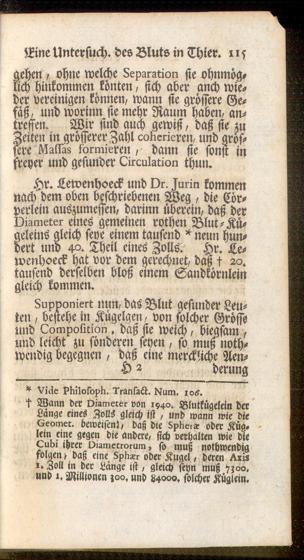 Eine Untersuch. des Bluts in Thier. 115
gehen, ohne welche Separation sie ohnmög-
lich hinkommen könten, sich aber auch wie-
der vereinigen können, wann sie grössere Ge-
fäß, und worinn sie mehr Raum haben, an-
treffen. Wir sind auch gewiß, daß sie zu
Zeiten in grösserer Zahl cohærieren, und grös-
sere Massas formieren, dann sie sonst in
freyer und gesunder Circulation thun.
Hr. Lewenhoeck und Dr. Jurin kommen
nach dem oben beschriebenen Weg, die Cör-
perlein auszumessen, darinn überein, daß der
Diameter eines gemeinen rothen Blut-Kü-
geleins gleich seye einem tausend * neun hun-
dert und 40. Theil eines Zolls. Hr. Le-
wenhoeck hat vor dem gerechnet, daß † 20.
tausend derselben bloß einem Sandkörnlein
gleich kommen.
Supponiert nun, das Blut gesunder Leu-
ten, bestehe in Kügelgen, von solcher Grösse
und Composition, daß sie weich, biegsam,
und leicht zu sönderen seyen, so muß noth-
wendig begegnen, daß eine merckliche Aen-
H 2 derung
* Vide Philosoph. Transact. Num. 106.
† Wann der Diameter von 1940. Blutkügelein der
Länge eines Zolls gleich ist, und wann wie die
Geomet. beweisen, daß die Spheræ oder Küg-
lein eine gegen die andere, sich verhalten wie die
Cubi ihrer Diametrorum, so muß nothwendig
folgen, daß eine Sphær oder Kugel, deren Axis
1. Zoll in der Länge ist, gleich seyn muß 7300.
und 1. Millionen 300. und 84000. solcher Küglein.